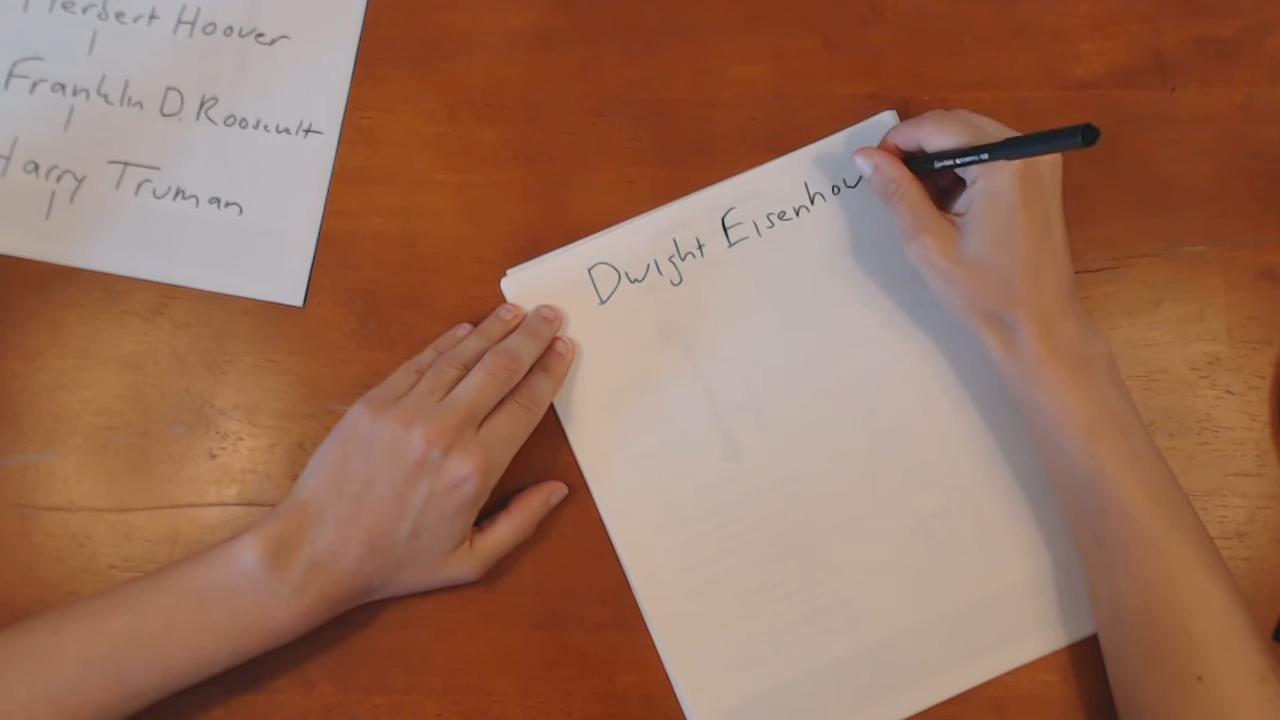 Herbert Hoover
Franklin D. Roosevelt
Harry Truman
Dwight Eisenhow